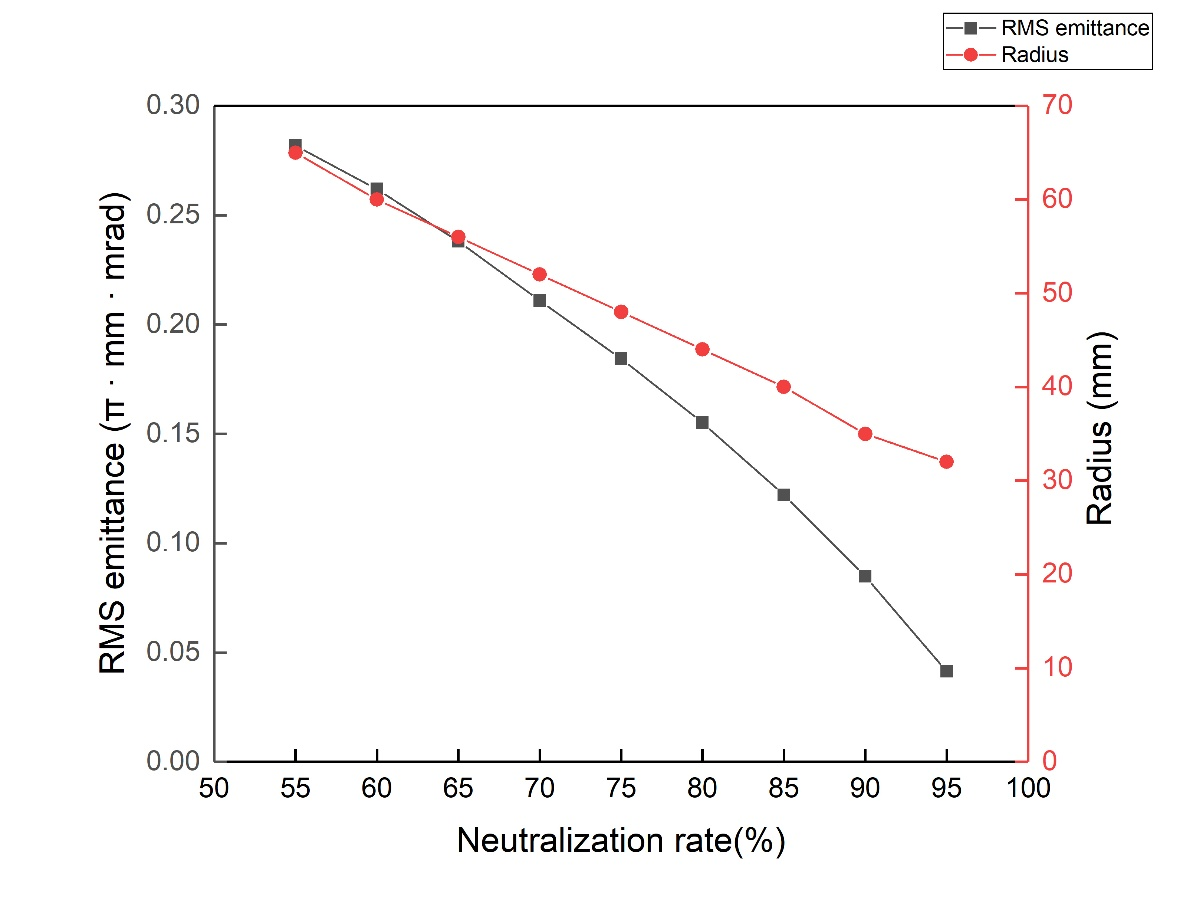 RMS emittance
Radius
0.30
0.25
0.20
0.15
0.10
0.05
0.00
RMS emittance (π · mm · mrad)
70
60
50
40
30
20
10
0
Radius (mm)
50 55 60 65 70 75 80 85 90 95 100
Neutralization rate(%)